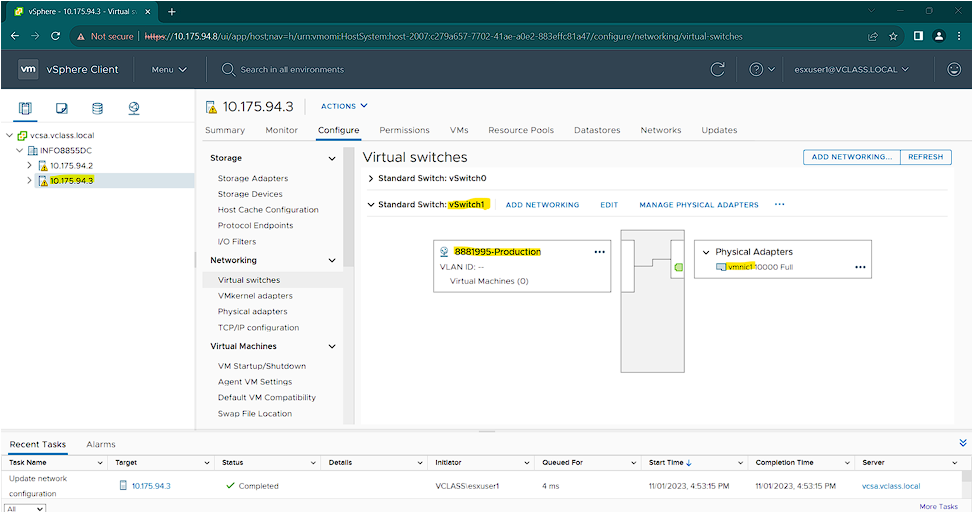 vSphere - 10.175.94.3 - Virtual s
Not secure https://10.175.94.8/ui/app/host;nav=h/urn:vmomi:HostSystem:host-2007:c279a657-7702-41ae-a0e2-883effc81a47/configure/networking/virtual-switches
vm vSphere Client Menu Search in all environments esxuser1@VCLASS.LOCAL
10.175.94.3 ACTIONS
Summary Monitor Configure Permissions VMs Resource Pools Datastores Networks Updates
vcsa.vclass.local
INFO8855DC
10.175.94.2
10.175.94.3
Storage
Storage Adapters
Storage Devices
Host Cache Configuration
Protocol Endpoints
I/O Filters
Networking
Virtual switches
VMkernel adapters
Physical adapters
TCP/IP configuration
Virtual Machines
VM Startup/Shutdown
Agent VM Settings
Default VM Compatibility
Swap File Location
Virtual switches ADD NETWORKING... REFRESH
Standard Switch: vSwitch0
Standard Switch: vSwitch1 ADD NETWORKING EDIT MANAGE PHYSICAL ADAPTERS ...
8881995-Production ...
VLAN ID: --
Virtual Machines (0)
Physical Adapters
vmnic1 10000 Full ...
Recent Tasks Alarms
Task Name Target Status Details Initiator Queued For Start Time Completion Time Server
Update network
configuration
10.175.94.3 Completed VCLASS\esxuser1 4 ms 11/01/2023, 4:53:15 PM 11/01/2023, 4:53:15 PM vcsa.vclass.local
All More Tasks